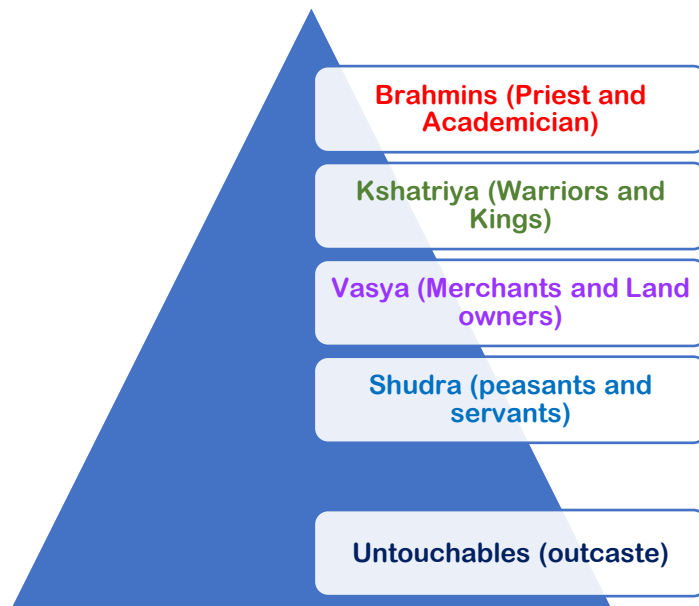 Brahmins (Priest and
Academician)
Kshatriya (Warriors and
Kings)
Vasya (Merchants and Land
owners)
Shudra (peasants and
servants)
Untouchables (outcaste)